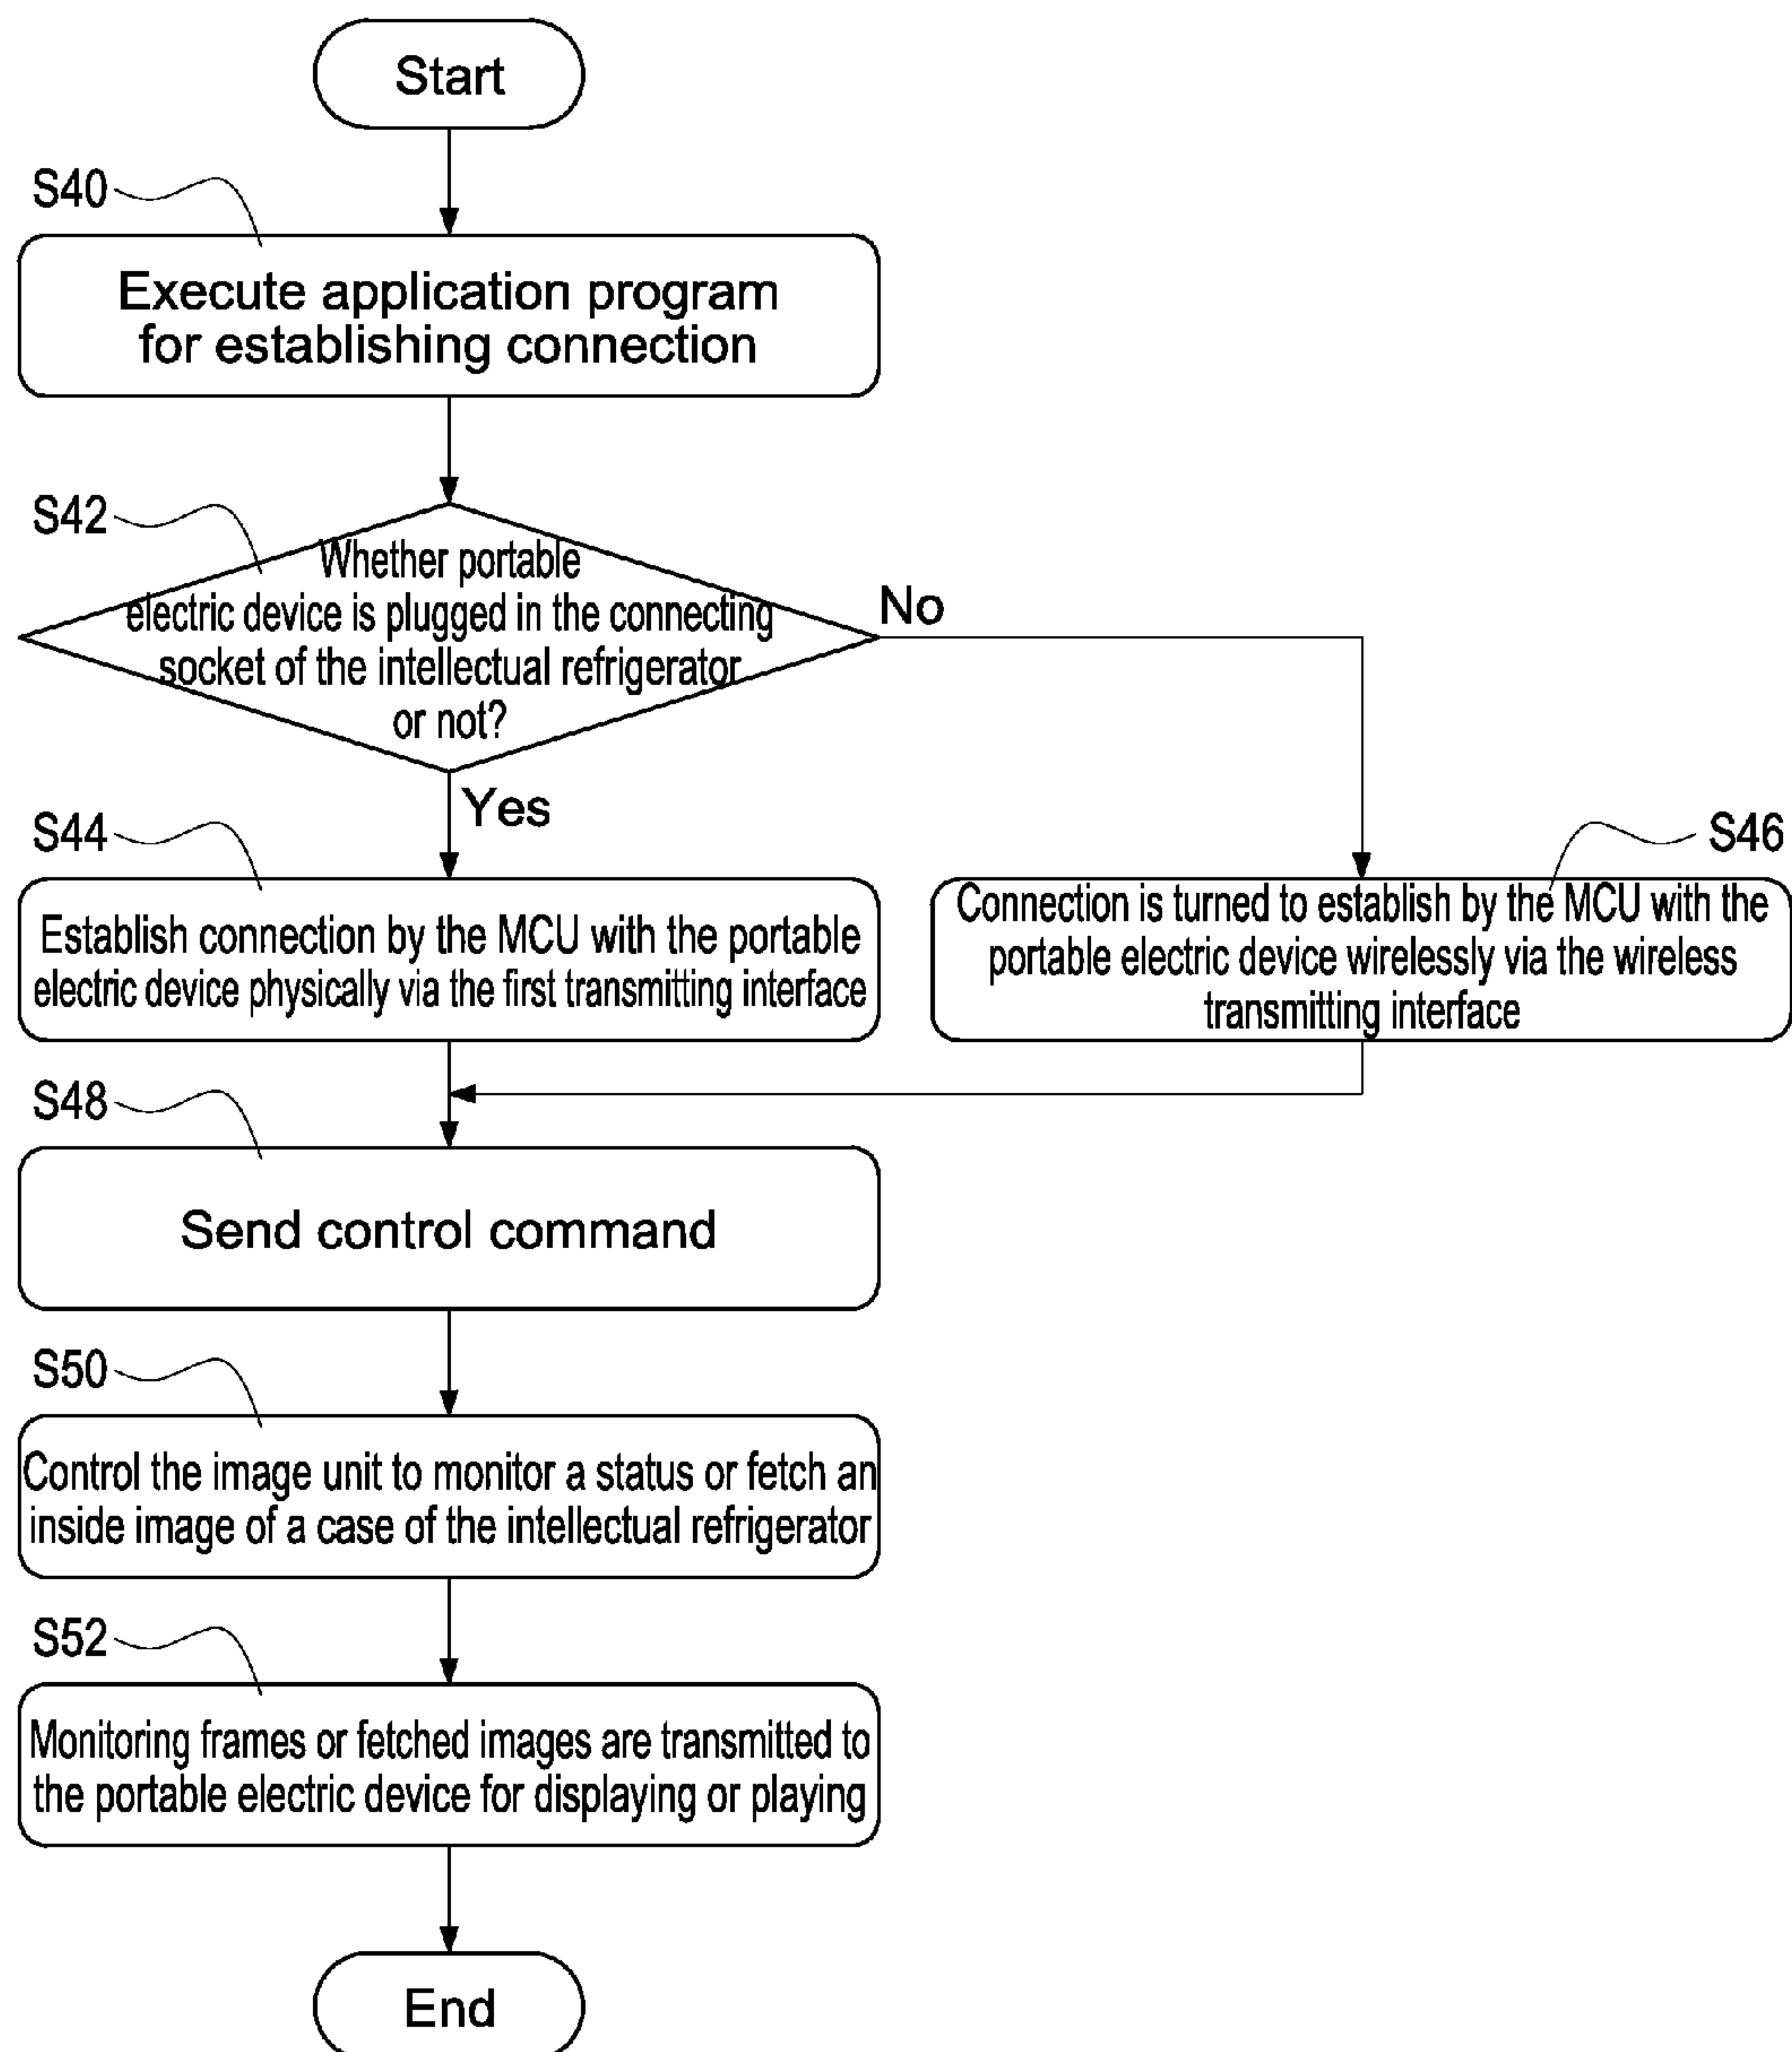 Start
S40
Execute application program
for establishing connection
S42
Whether portable
electric device is plugged in the connecting
socket of the intellectual refrigerator
or not?
No
Yes
S44
Establish connection by the MCU with the portable
electric device physically via the first transmitting interface
S46
Connection is turned to establish by the MCU with the
portable electric device wirelessly via the wireless
transmitting interface
S48
Send control command
S50
Control the image unit to monitor a status or fetch an
inside image of a case of the intellectual refrigerator
S52
Monitoring frames or fetched images are transmitted to
the portable electric device for displaying or playing
End